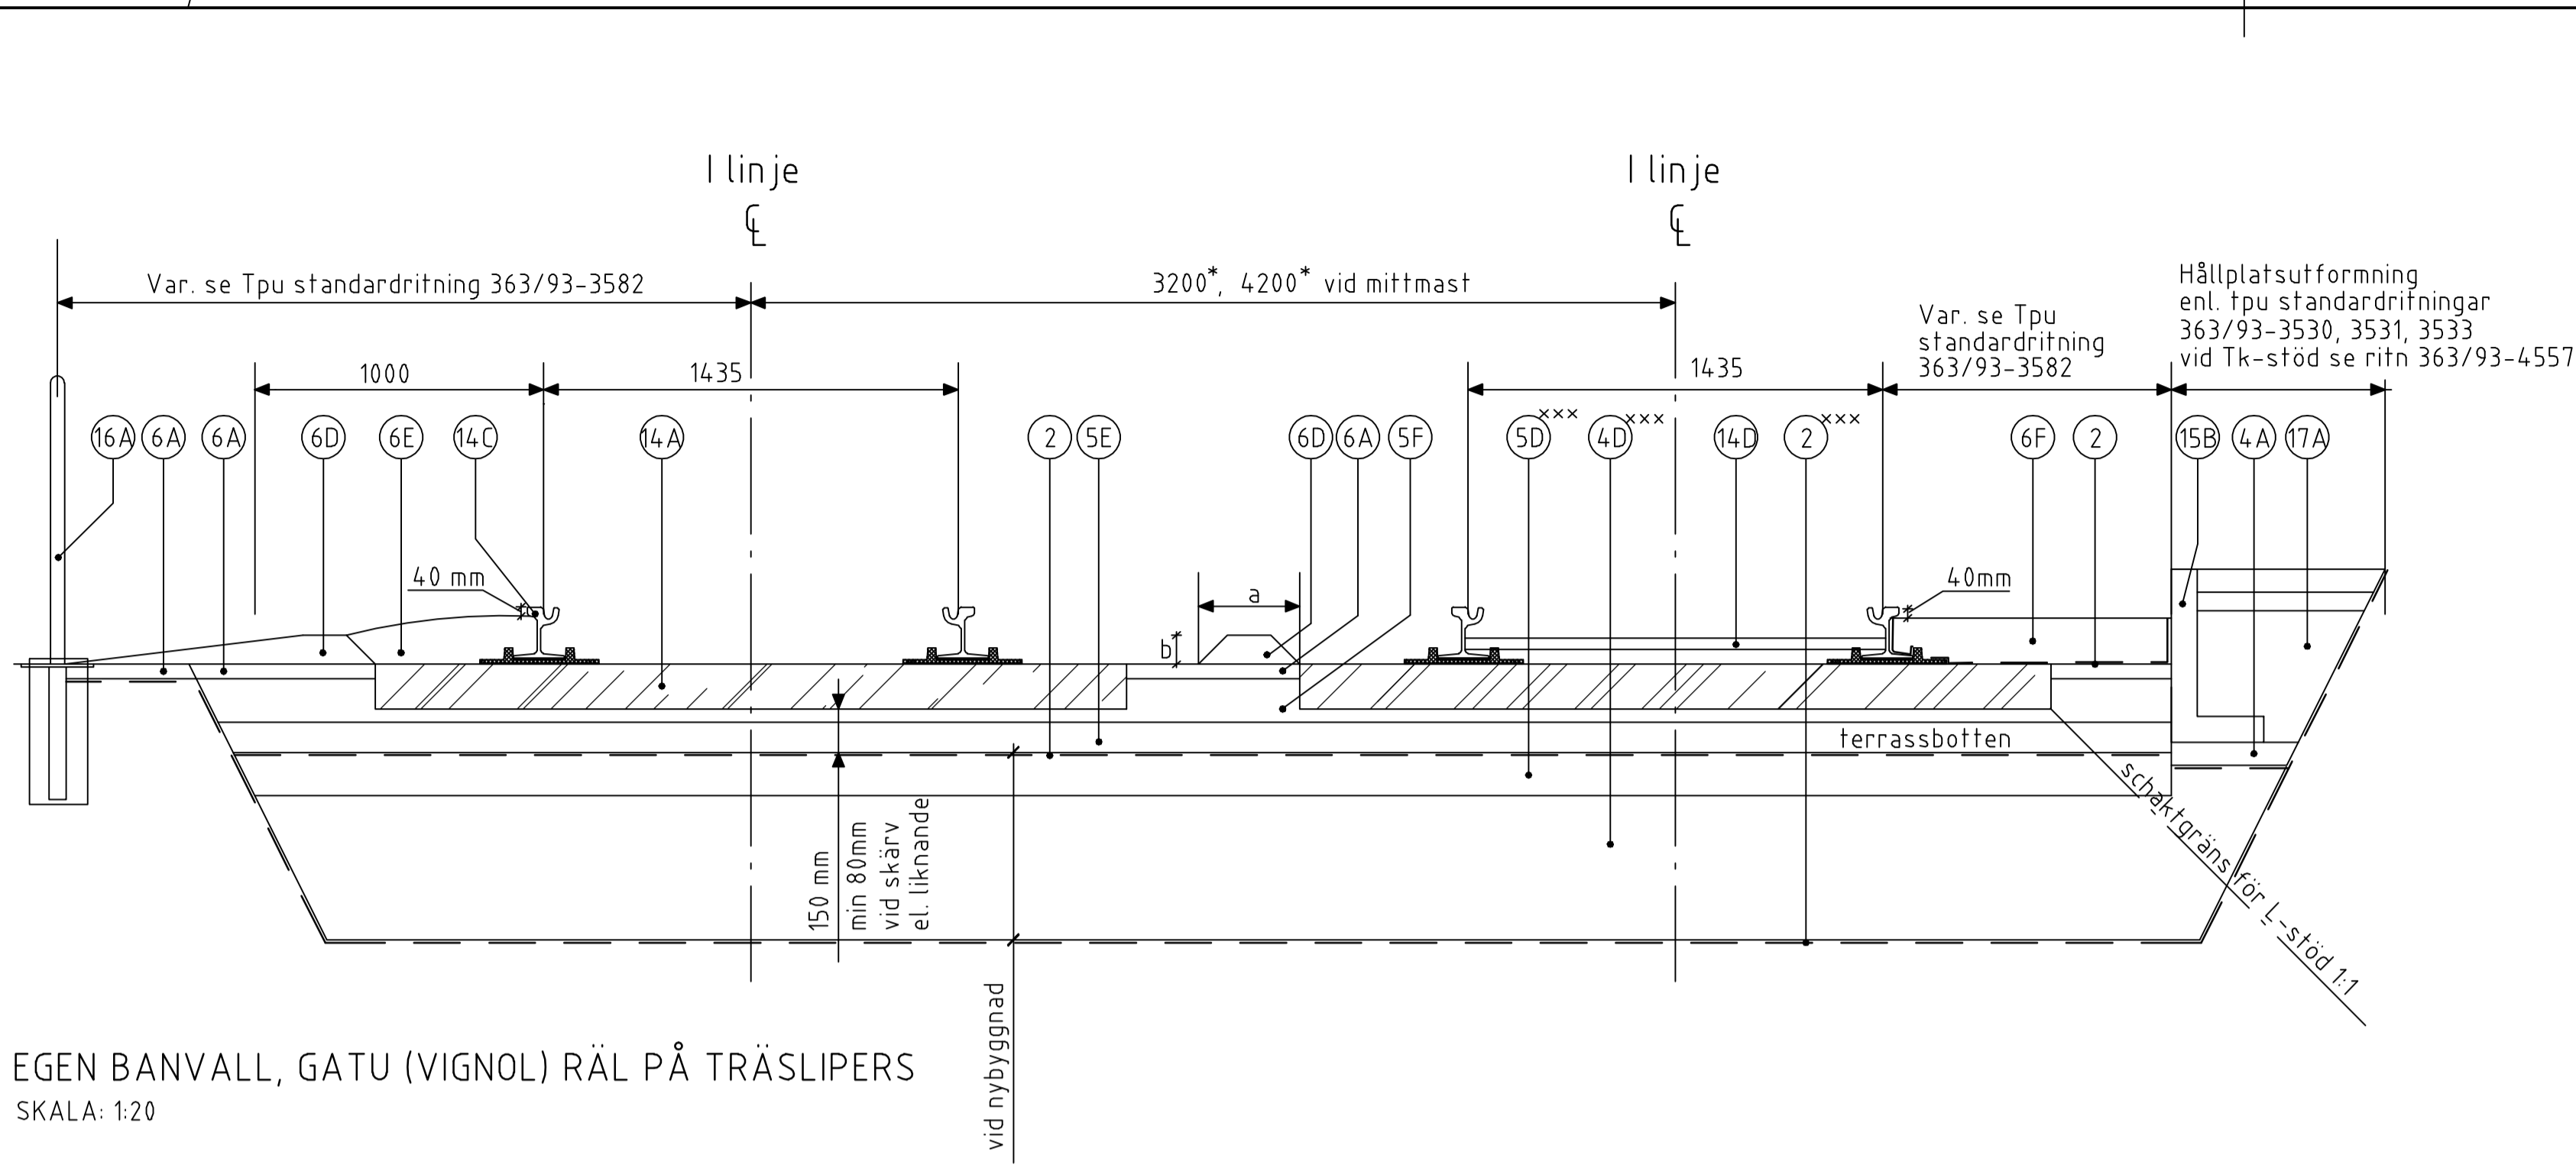 I linje
I linje
℄
℄
Var. se Tpu standardritning 363/93-3582
3200*, 4200* vid mittmast
Hållplatsutformning
enl. tpu standardritningar
363/93-3530, 3531, 3533
vid Tk-stöd se ritn 363/93-4557
Var. se Tpu
standardritning
363/93-3582
1000
1435
1435
16A
6A
6A
6D
6E
14C
14A
2
5E
6D
6A
5F
5D×××
4D×××
14D
2×××
6F
2
15B
4A
17A
40 mm
a
b
40mm
terrassbotten
schaktgräns för L-stöd 1:1
150 mm
min 80mm
vid skärv
el. liknande
vid nybyggnad
EGEN BANVALL, GATU (VIGNOL) RÄL PÅ TRÄSLIPERS
SKALA: 1:20